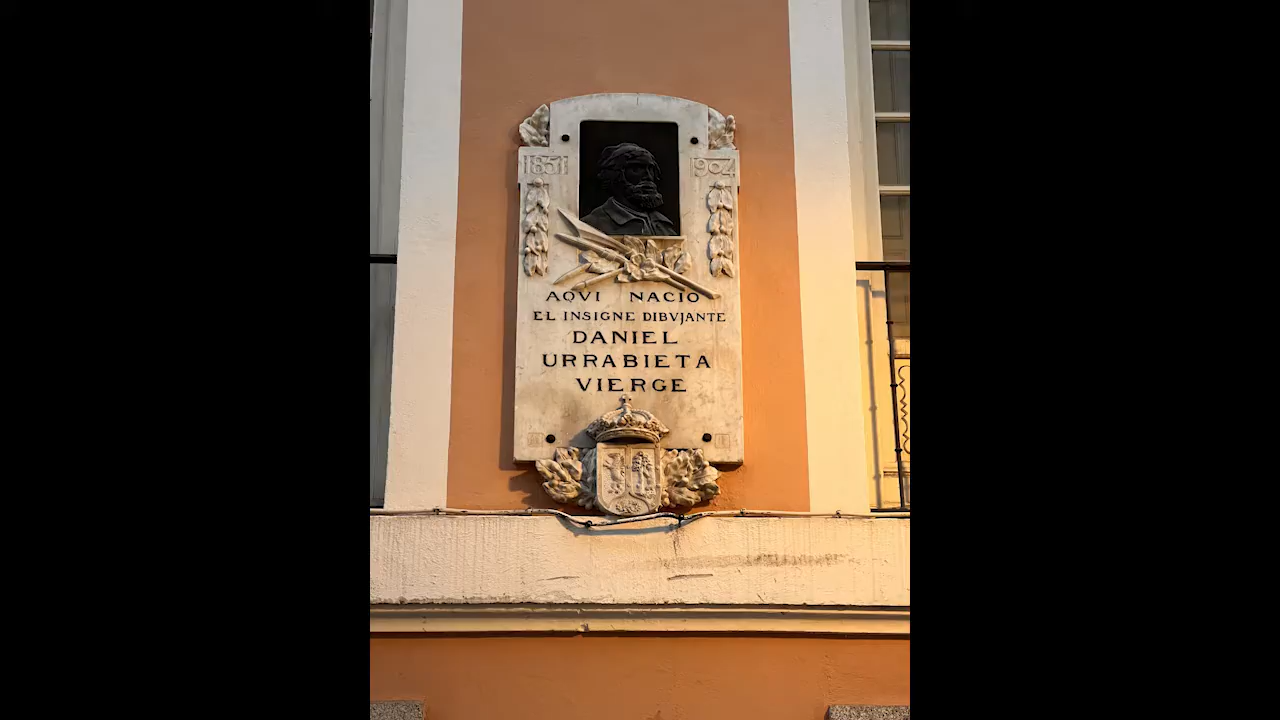 1851 1904
AQVI NACIO
EL INSIGNE DIBVJANTE
DANIEL
URRABIETA
VIERGE